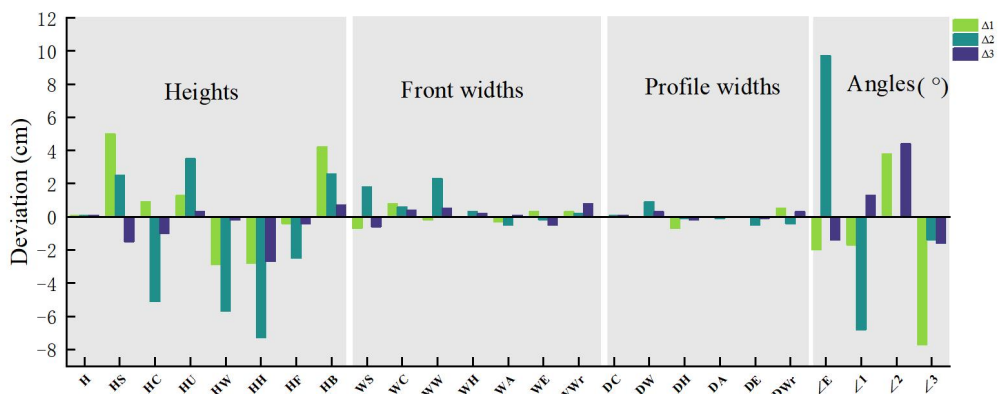 12
10
8
6
4
2
0
−2
−4
−6
−8
Deviation (cm)
Heights
Front widths
Profile widths
Angles(°)
Δ1
Δ2
Δ3
H HS HC HU HW HH HF HB WS WC WW WH WA WE WWr DC DW DH DA DE DWr ∠E ∠1 ∠2 ∠3